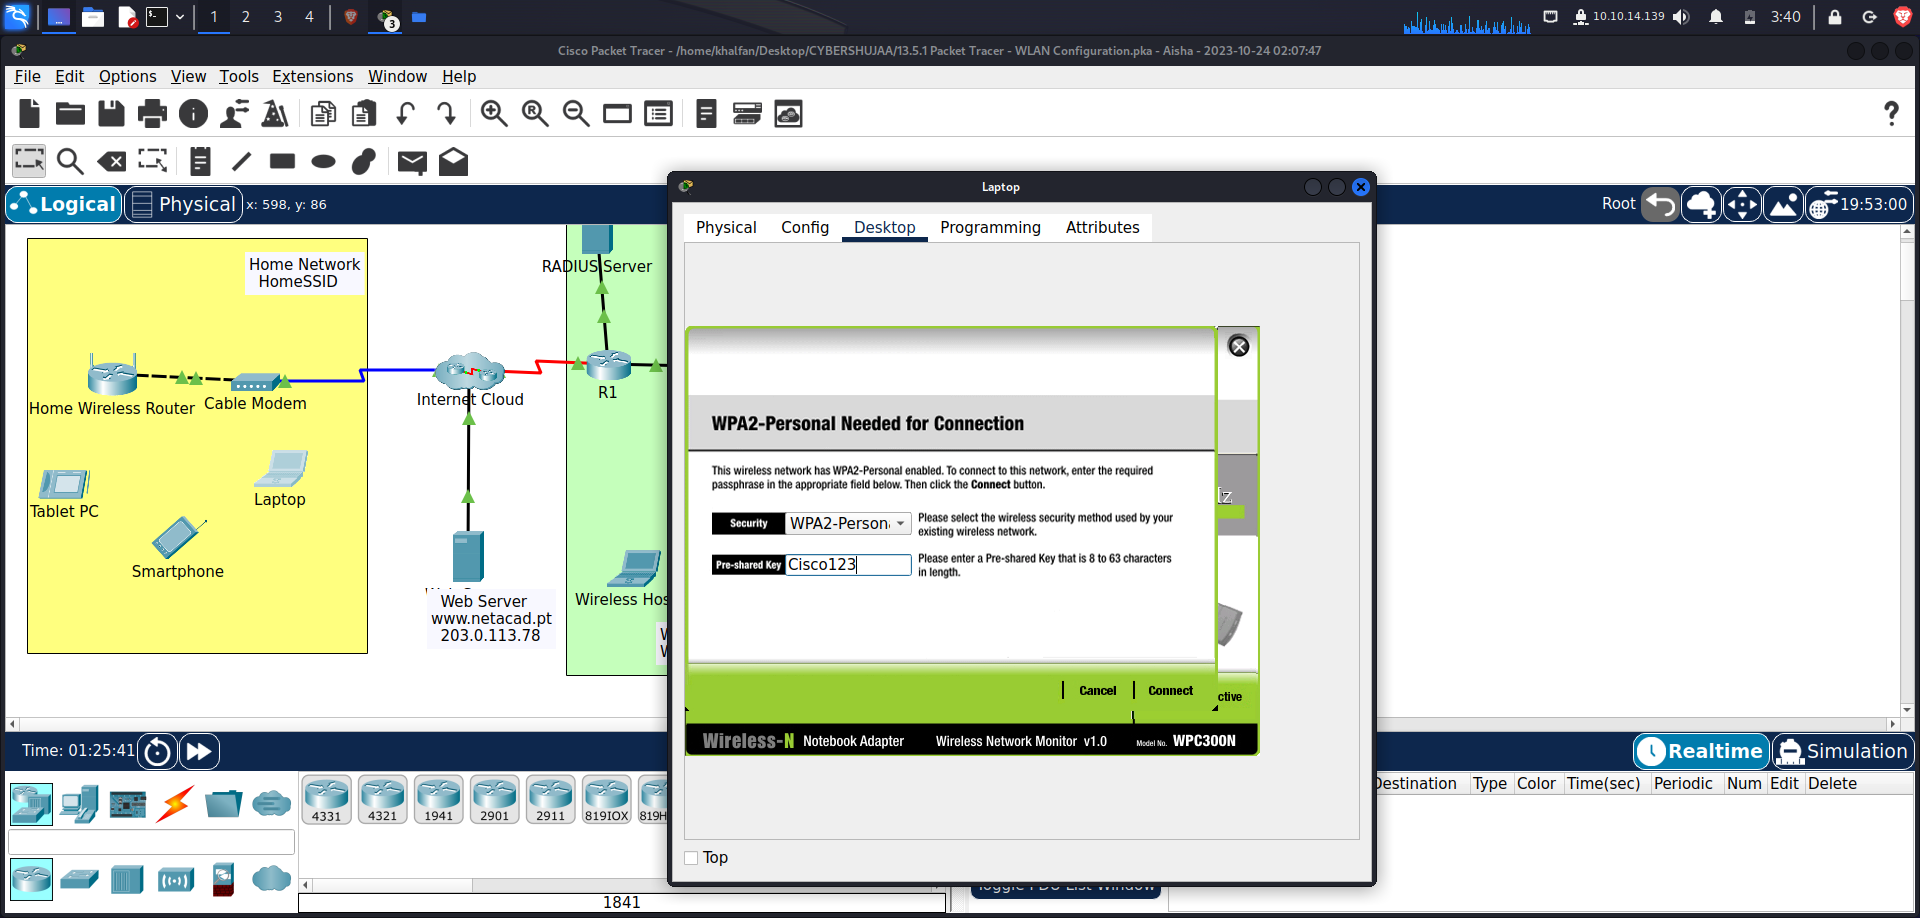 1 2 3 4
3
10.10.14.139
3:40
Cisco Packet Tracer - /home/khalfan/Desktop/CYBERSHUJAA/13.5.1 Packet Tracer - WLAN Configuration.pka - Aisha - 2023-10-24 02:07:47
File Edit Options View Tools Extensions Window Help
Logical
Physical
x: 598, y: 86
Root
19:53:00
Home Network
HomeSSID
Home Wireless Router
Cable Modem
Tablet PC
Laptop
Smartphone
Internet Cloud
Web Server
www.netacad.pt
203.0.113.78
RADIUS Server
R1
Wireless Hos
Laptop
Physical Config Desktop Programming Attributes
WPA2-Personal Needed for Connection
This wireless network has WPA2-Personal enabled. To connect to this network, enter the required
passphrase in the appropriate field below. Then click the Connect button.
Security
WPA2-Persona
Please select the wireless security method used by your
existing wireless network.
Pre-shared Key
Cisco123
Please enter a Pre-shared Key that is 8 to 63 characters
in length.
Cancel
Connect
ctive
Wireless-N Notebook Adapter Wireless Network Monitor v1.0 Model No. WPC300N
Top
Time: 01:25:41
Realtime
Simulation
4331 4321 1941 2901 2911 819IOX 819H
1841
Toggle PDU List Window
Destination Type Color Time(sec) Periodic Num Edit Delete